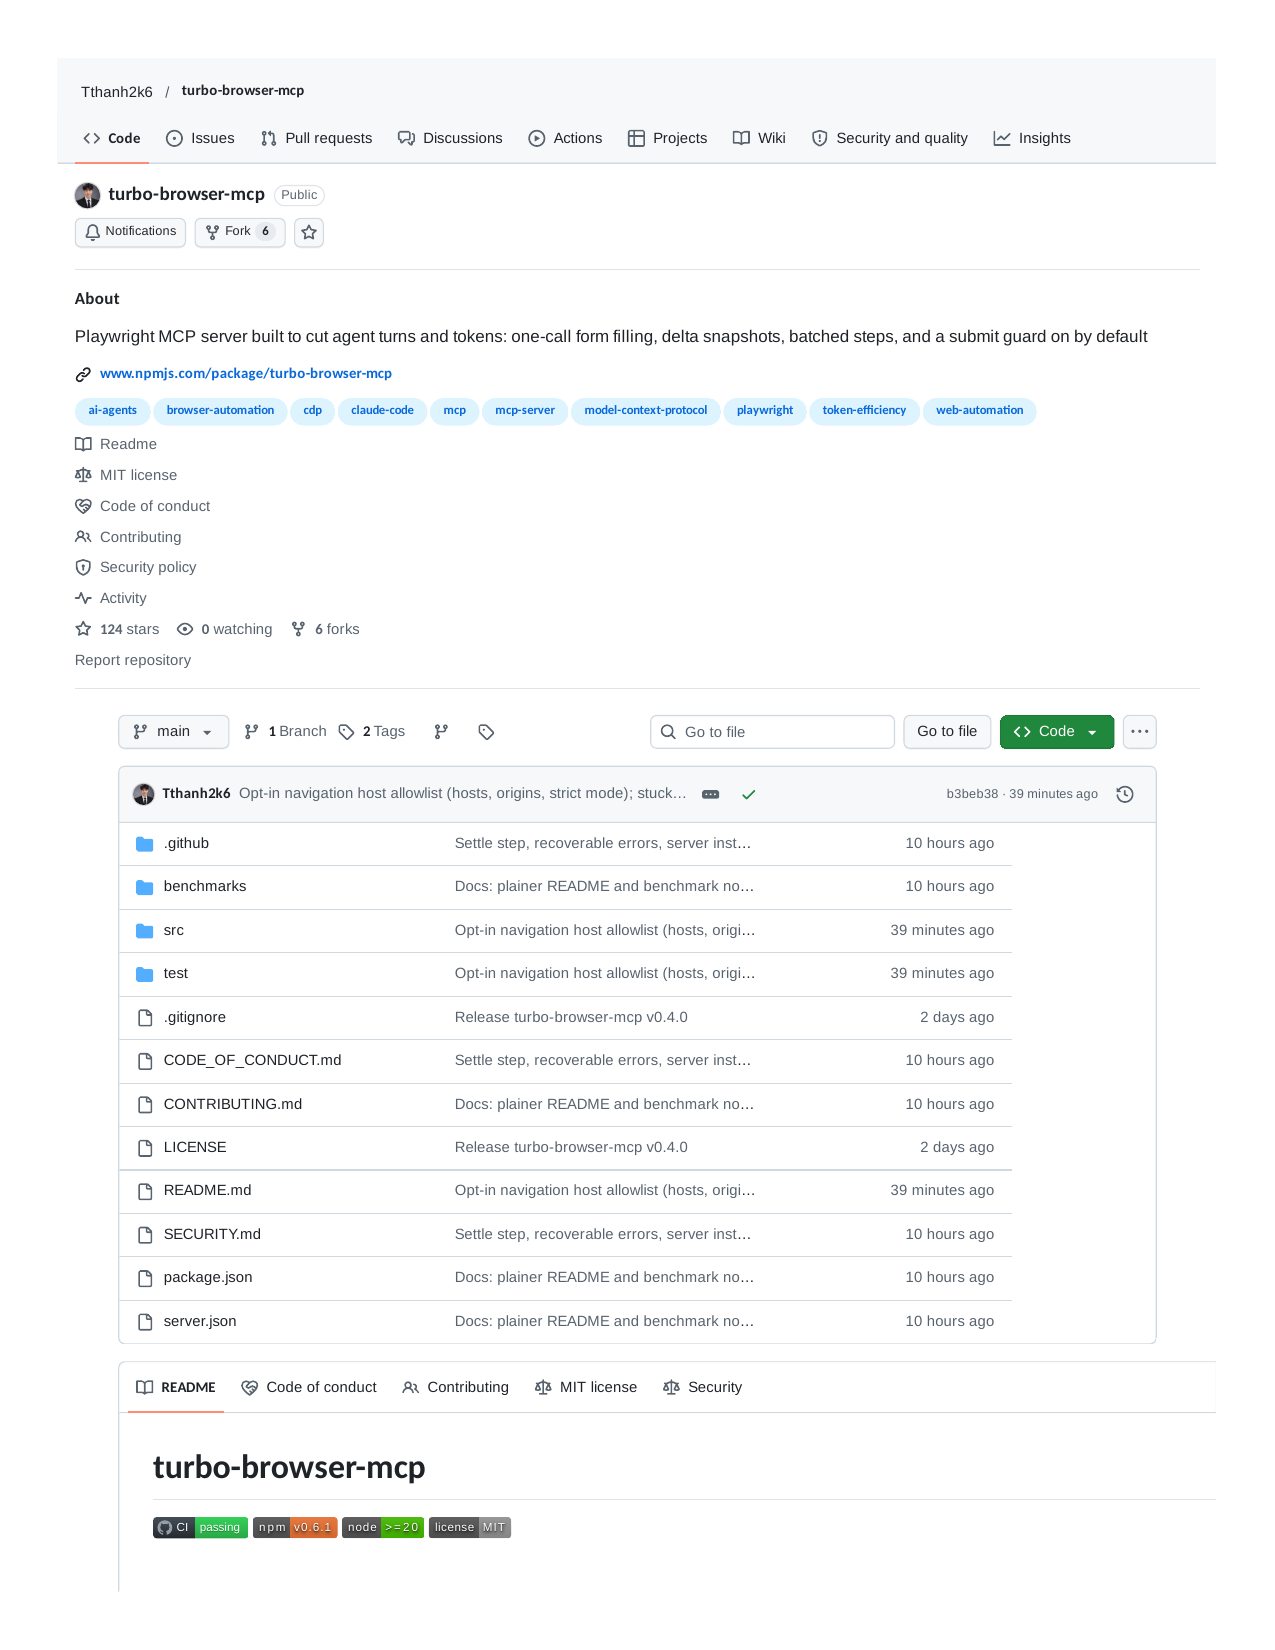 Tthanh2k6 / turbo-browser-mcp
Code Issues Pull requests Discussions Actions Projects Wiki Security and quality Insights
turbo-browser-mcp Public
Notifications Fork 6
About
Playwright MCP server built to cut agent turns and tokens: one-call form filling, delta snapshots, batched steps, and a submit guard on by default
www.npmjs.com/package/turbo-browser-mcp
ai-agents browser-automation cdp claude-code mcp mcp-server model-context-protocol playwright token-efficiency web-automation
Readme
MIT license
Code of conduct
Contributing
Security policy
Activity
124 stars 0 watching 6 forks
Report repository
main 1 Branch 2 Tags Go to file Go to file Code
Tthanh2k6 Opt-in navigation host allowlist (hosts, origins, strict mode); stuck… b3beb38 · 39 minutes ago
.github Settle step, recoverable errors, server inst… 10 hours ago
benchmarks Docs: plainer README and benchmark no… 10 hours ago
src Opt-in navigation host allowlist (hosts, origi… 39 minutes ago
test Opt-in navigation host allowlist (hosts, origi… 39 minutes ago
.gitignore Release turbo-browser-mcp v0.4.0 2 days ago
CODE_OF_CONDUCT.md Settle step, recoverable errors, server inst… 10 hours ago
CONTRIBUTING.md Docs: plainer README and benchmark no… 10 hours ago
LICENSE Release turbo-browser-mcp v0.4.0 2 days ago
README.md Opt-in navigation host allowlist (hosts, origi… 39 minutes ago
SECURITY.md Settle step, recoverable errors, server inst… 10 hours ago
package.json Docs: plainer README and benchmark no… 10 hours ago
server.json Docs: plainer README and benchmark no… 10 hours ago
README Code of conduct Contributing MIT license Security
turbo-browser-mcp
CI passing npm v0.6.1 node >=20 license MIT